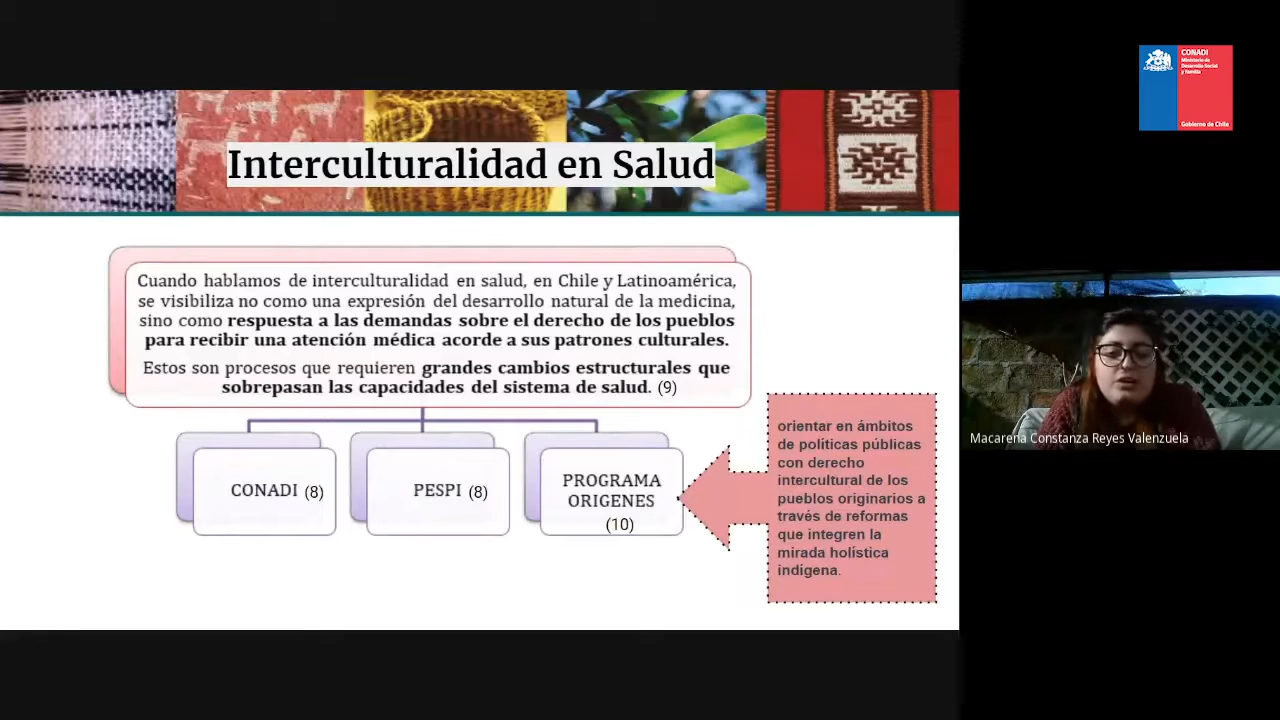 Interculturalidad en Salud
Cuando hablamos de interculturalidad en salud, en Chile y Latinoamérica,
se visibiliza no como una expresión del desarrollo natural de la medicina,
sino como respuesta a las demandas sobre el derecho de los pueblos
para recibir una atención médica acorde a sus patrones culturales.
Estos son procesos que requieren grandes cambios estructurales que
sobrepasan las capacidades del sistema de salud. (9)
CONADI (8)
PESPI (8)
PROGRAMA
ORIGENES
(10)
orientar en ámbitos
de políticas públicas
con derecho
intercultural de los
pueblos originarios a
través de reformas
que integren la
mirada holística
indígena.
CONADI
Ministerio de
Desarrollo Social
y Familia
Gobierno de Chile
Macarena Constanza Reyes Valenzuela